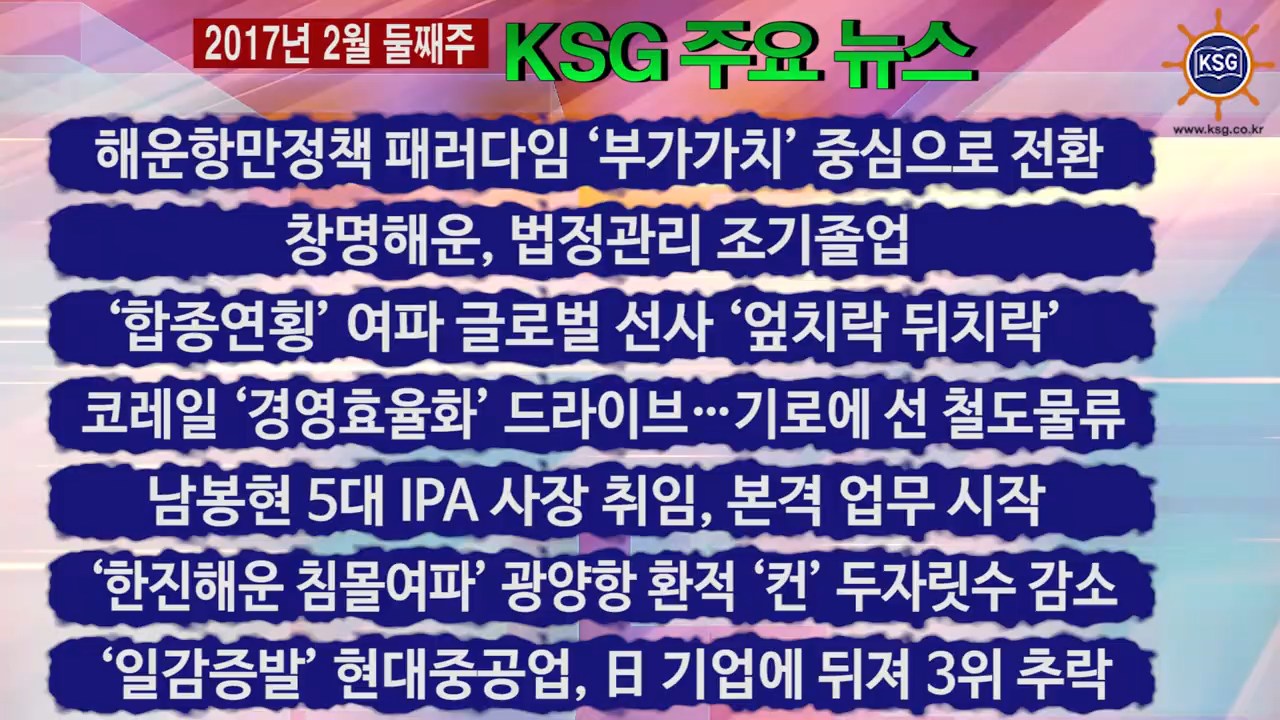 2017년 2월 둘째주
KSG 주요 뉴스
KSG
www.ksg.co.kr
해운항만정책 패러다임 ‘부가가치’ 중심으로 전환
창명해운, 법정관리 조기졸업
‘합종연횡’ 여파 글로벌 선사 ‘엎치락 뒤치락’
코레일 ‘경영효율화’ 드라이브…기로에 선 철도물류
남봉현 5대 IPA 사장 취임, 본격 업무 시작
‘한진해운 침몰여파’ 광양항 환적 ‘컨’ 두자릿수 감소
‘일감증발’ 현대중공업, 日 기업에 뒤져 3위 추락